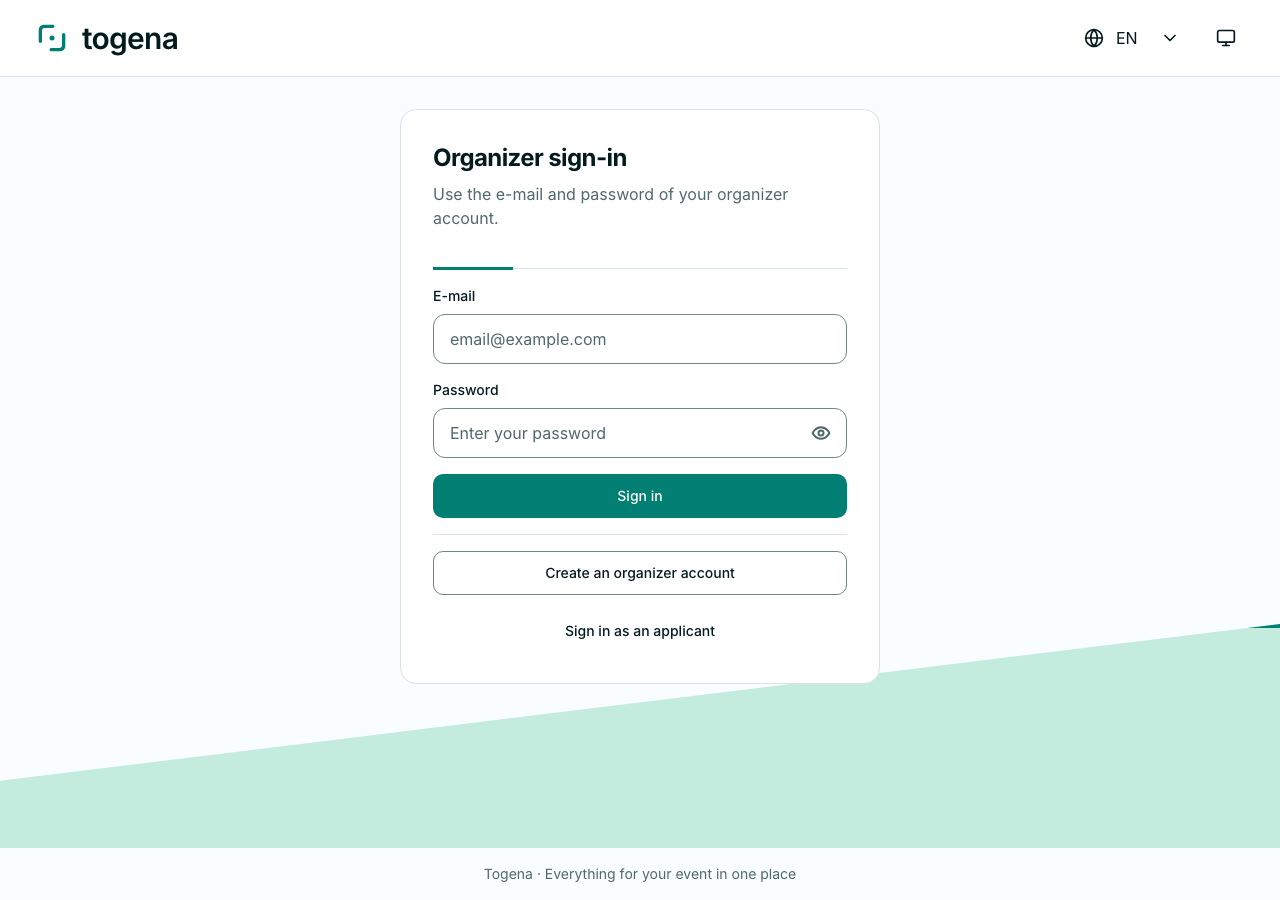 togena
EN
Organizer sign-in
Use the e-mail and password of your organizer
account.
E-mail
email@example.com
Password
Enter your password
Sign in
Create an organizer account
Sign in as an applicant
Togena · Everything for your event in one place